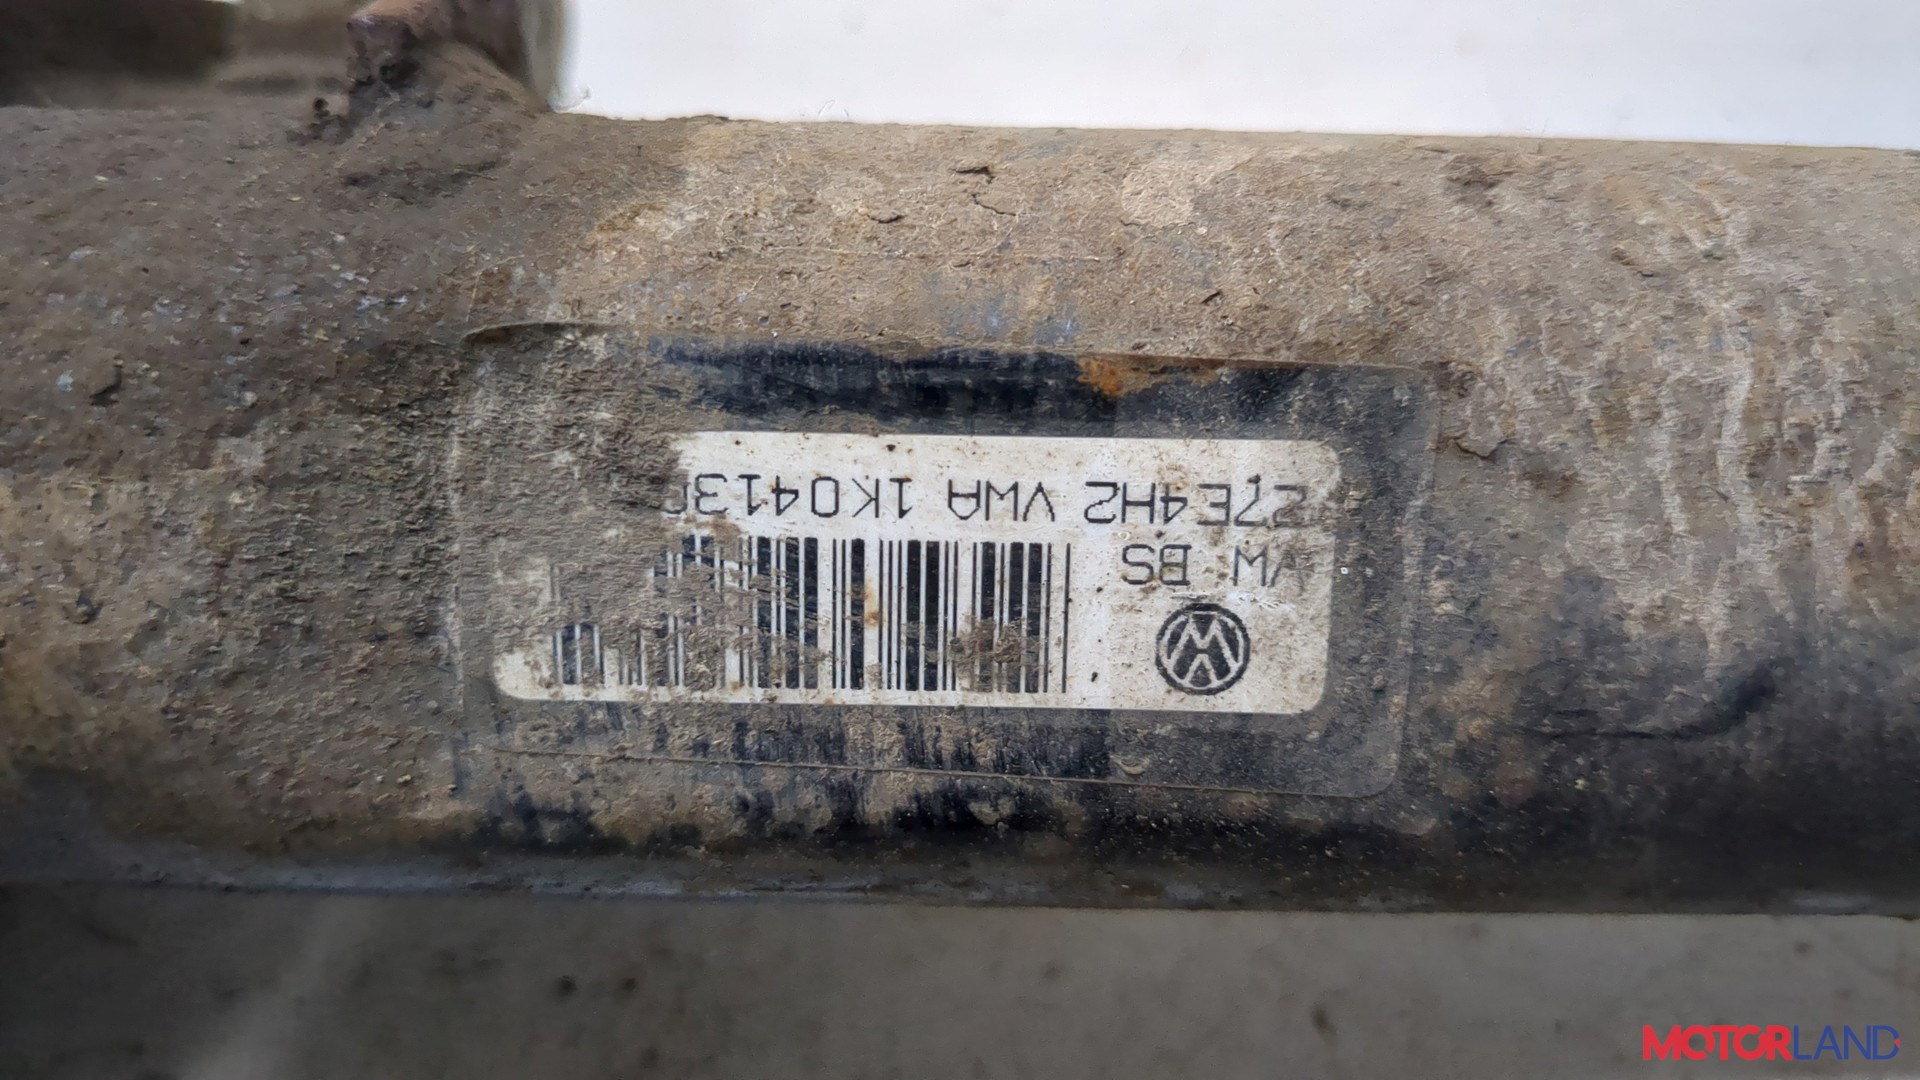 VW BS
27E4H2 VWA 1K0413
MOTORLAND